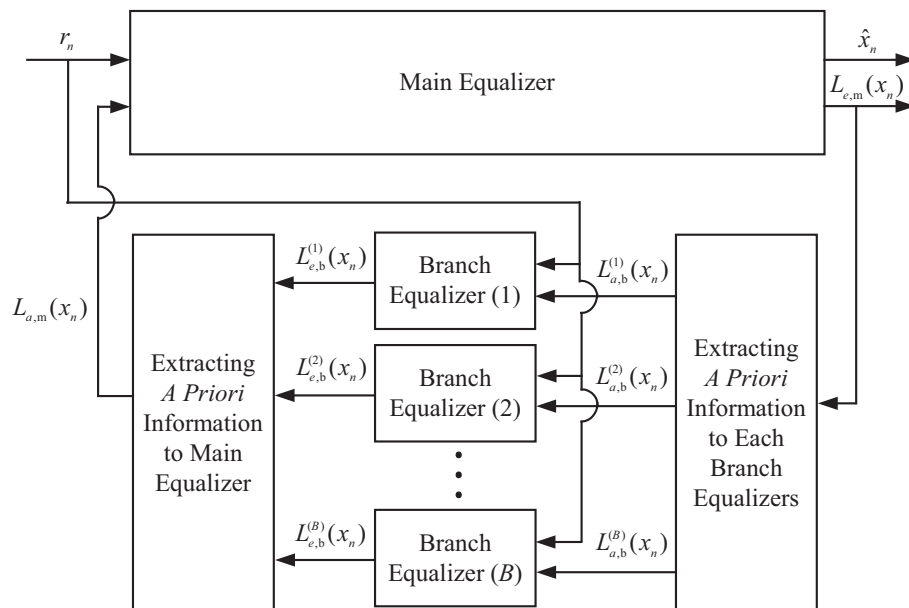 r_n
x̂_n
Main Equalizer
L_{e,m}(x_n)
L_{a,m}(x_n)
Extracting
A Priori
Information
to Main
Equalizer
L_{e,b}^{(1)}(x_n)
Branch
Equalizer (1)
L_{a,b}^{(1)}(x_n)
L_{e,b}^{(2)}(x_n)
Branch
Equalizer (2)
L_{a,b}^{(2)}(x_n)
L_{e,b}^{(B)}(x_n)
Branch
Equalizer (B)
L_{a,b}^{(B)}(x_n)
Extracting
A Priori
Information
to Each
Branch
Equalizers